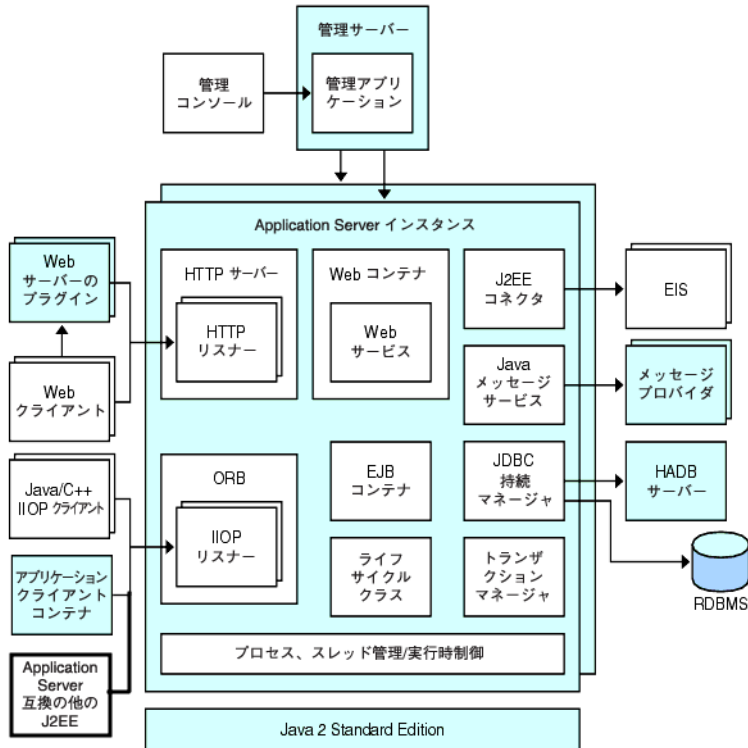 管理サーバー
管理
コンソール
管理アプリ
ケーション
Application Server インスタンス
Web
サーバーの
プラグイン
HTTP サーバー
HTTP
リスナー
Web コンテナ
Web
サービス
J2EE
コネクタ
EIS
Web
クライアント
Java
メッセージ
サービス
メッセージ
プロバイダ
Java/C++
IIOP クライアント
ORB
IIOP
リスナー
EJB
コンテナ
JDBC
持続
マネージャ
HADB
サーバー
アプリケーション
クライアント
コンテナ
ライフ
サイクル
クラス
トランザ
クション
マネージャ
RDBMS
Application
Server
互換の他の
J2EE
プロセス、スレッド管理/実行時制御
Java 2 Standard Edition